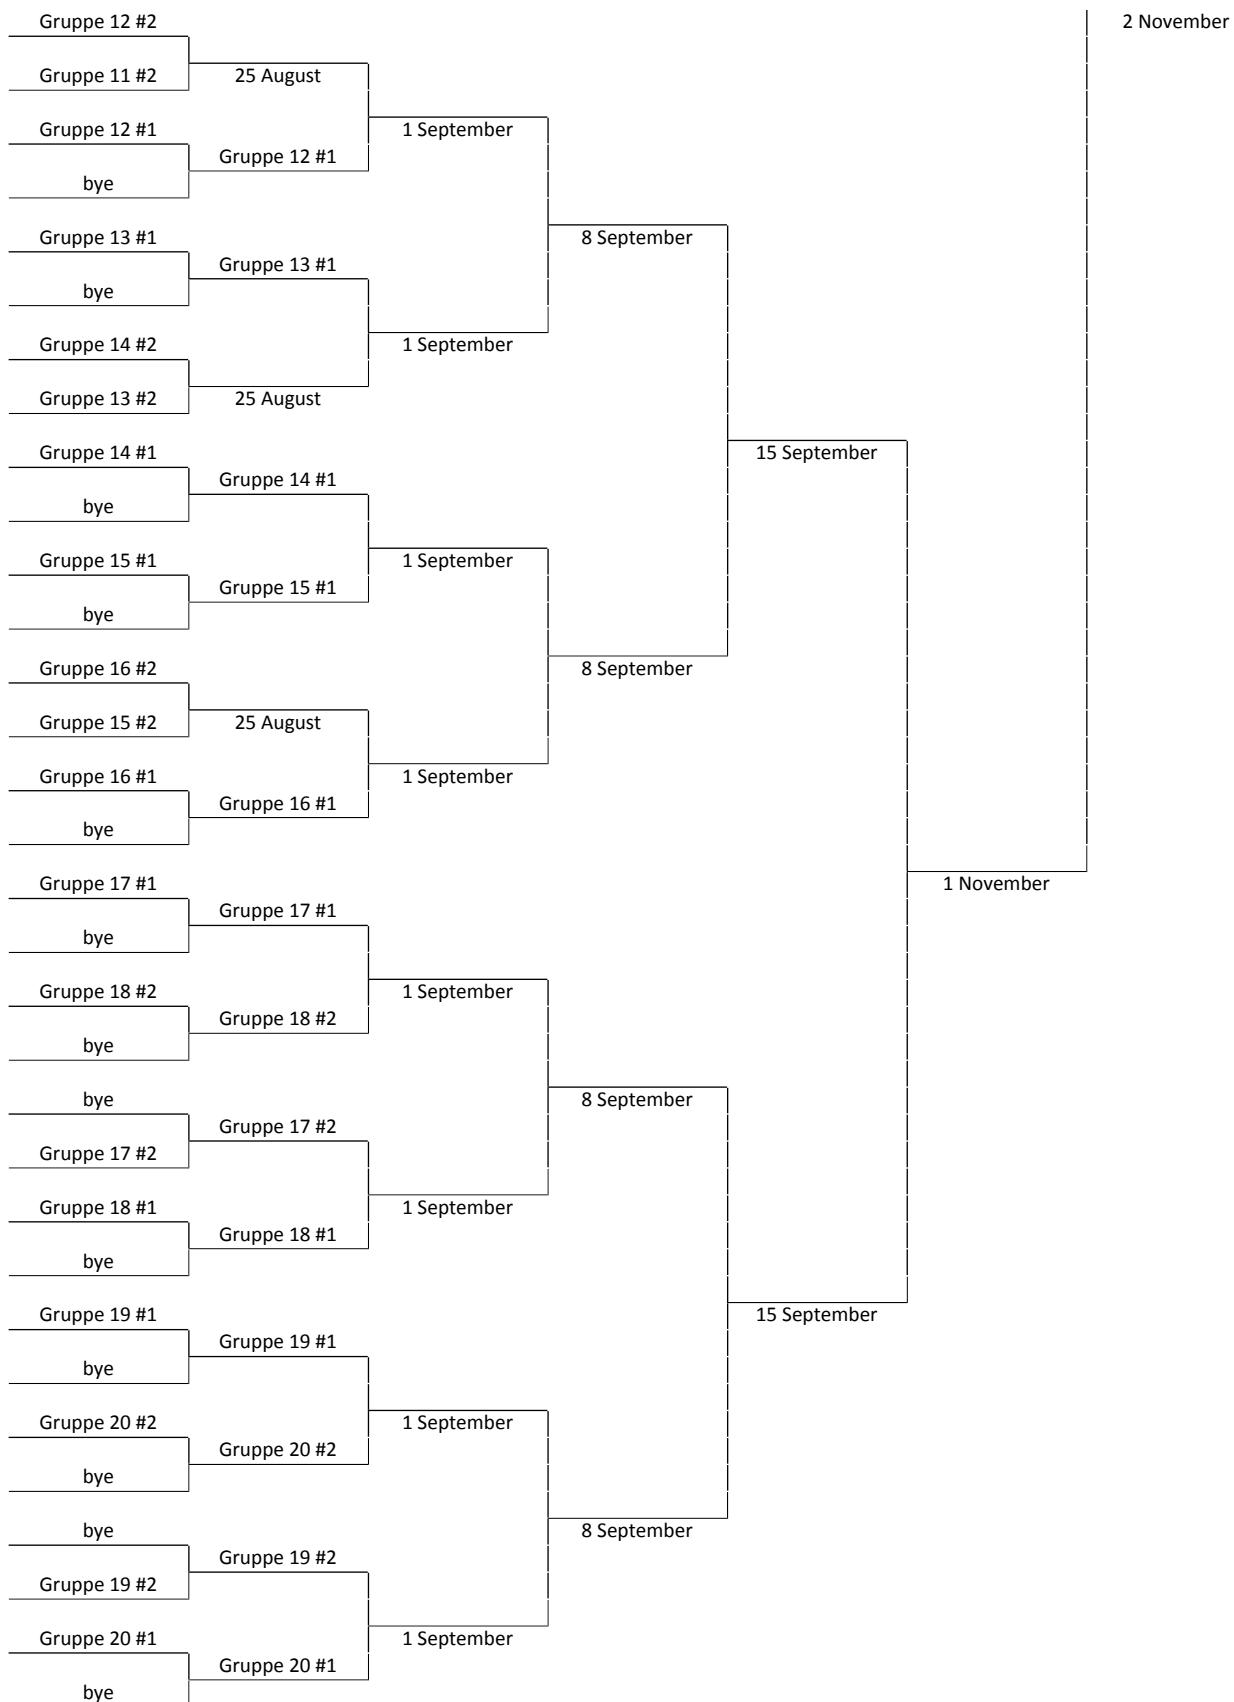 Gruppe 12 #2
2 November
Gruppe 11 #2
25 August
Gruppe 12 #1
1 September
Gruppe 12 #1
bye
Gruppe 13 #1
8 September
Gruppe 13 #1
bye
Gruppe 14 #2
1 September
Gruppe 13 #2
25 August
Gruppe 14 #1
15 September
Gruppe 14 #1
bye
Gruppe 15 #1
1 September
Gruppe 15 #1
bye
Gruppe 16 #2
8 September
Gruppe 15 #2
25 August
Gruppe 16 #1
1 September
Gruppe 16 #1
bye
Gruppe 17 #1
1 November
Gruppe 17 #1
bye
Gruppe 18 #2
1 September
Gruppe 18 #2
bye
bye
8 September
Gruppe 17 #2
Gruppe 17 #2
Gruppe 18 #1
1 September
Gruppe 18 #1
bye
Gruppe 19 #1
15 September
Gruppe 19 #1
bye
Gruppe 20 #2
1 September
Gruppe 20 #2
bye
bye
8 September
Gruppe 19 #2
Gruppe 19 #2
Gruppe 20 #1
1 September
Gruppe 20 #1
bye